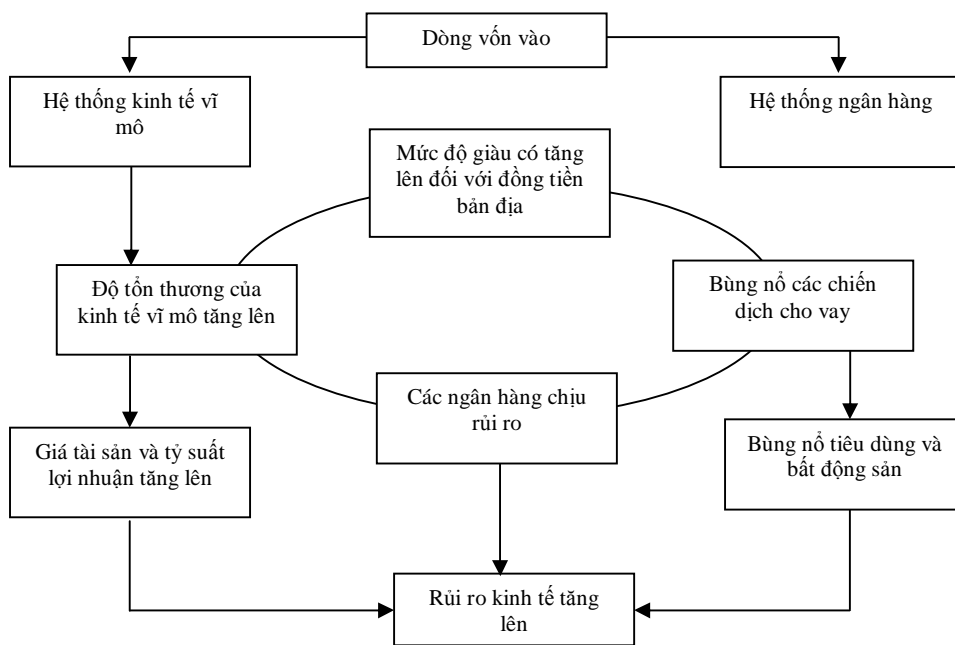 Dòng vốn vào
Hệ thống kinh tế vĩ
mô
Hệ thống ngân hàng
Mức độ giàu có tăng
lên đối với đồng tiền
bản địa
Độ tổn thương của
kinh tế vĩ mô tăng lên
Bùng nổ các chiến
dịch cho vay
Các ngân hàng chịu
rủi ro
Giá tài sản và tỷ suất
lợi nhuận tăng lên
Bùng nổ tiêu dùng và
bất động sản
Rủi ro kinh tế tăng
lên